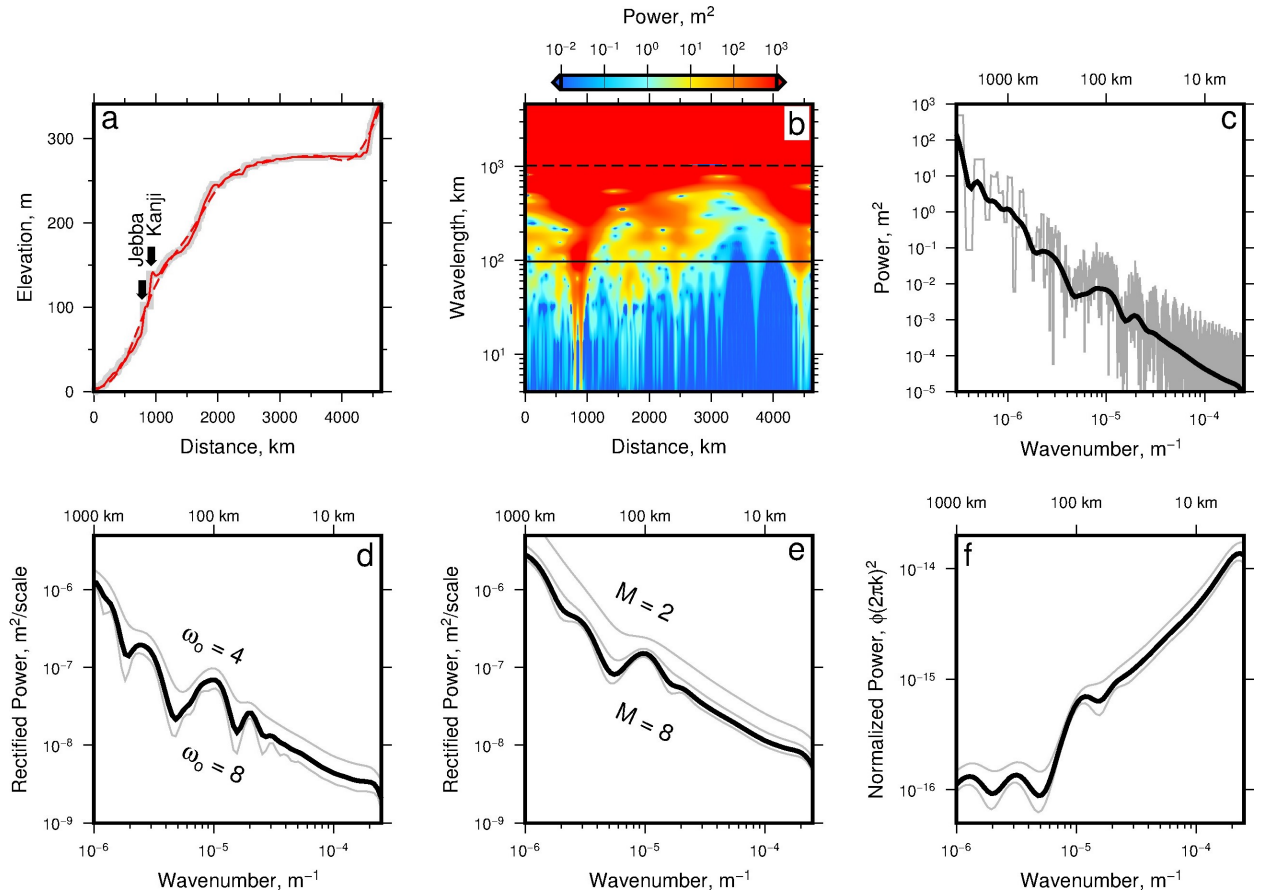 Power, m²
10⁻² 10⁻¹ 10⁰ 10¹ 10² 10³
a
Elevation, m
300
200
100
0
Jebba
Kanji
0 1000 2000 3000 4000
Distance, km
b
Wavelength, km
10³
10²
10¹
0 1000 2000 3000 4000
Distance, km
1000 km 100 km 10 km
c
Power, m²
10³
10²
10¹
10⁰
10⁻¹
10⁻²
10⁻³
10⁻⁴
10⁻⁵
10⁻⁶ 10⁻⁵ 10⁻⁴
Wavenumber, m⁻¹
1000 km 100 km 10 km
d
Rectified Power, m²/scale
10⁻⁶
10⁻⁷
10⁻⁸
10⁻⁹
ω₀ = 4
ω₀ = 8
10⁻⁶ 10⁻⁵ 10⁻⁴
Wavenumber, m⁻¹
1000 km 100 km 10 km
e
Rectified Power, m²/scale
10⁻⁶
10⁻⁷
10⁻⁸
10⁻⁹
M = 2
M = 8
10⁻⁶ 10⁻⁵ 10⁻⁴
Wavenumber, m⁻¹
1000 km 100 km 10 km
f
Normalized Power, ϕ(2πk)²
10⁻¹⁴
10⁻¹⁵
10⁻¹⁶
10⁻⁶ 10⁻⁵ 10⁻⁴
Wavenumber, m⁻¹